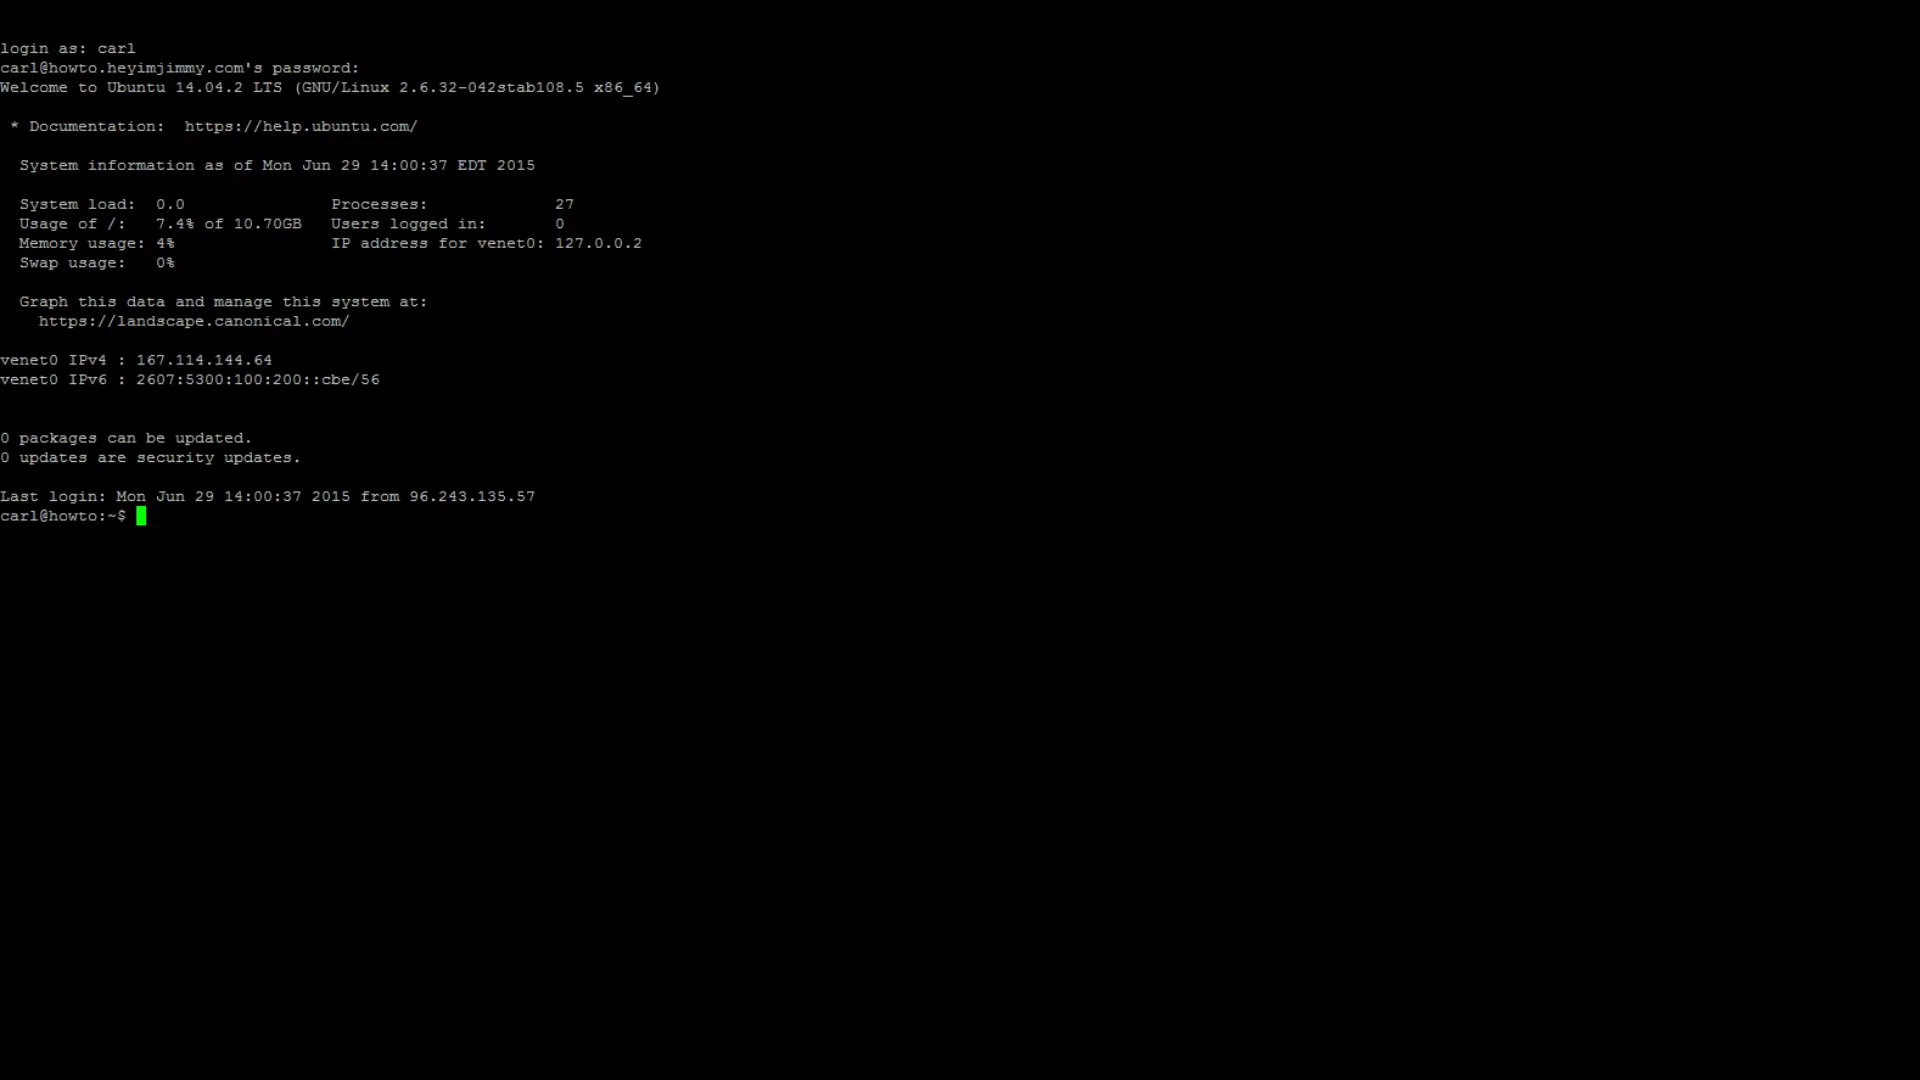 login as: carl
carl@howto.heyimjimmy.com's password:
Welcome to Ubuntu 14.04.2 LTS (GNU/Linux 2.6.32-042stab108.5 x86_64)
* Documentation:  https://help.ubuntu.com/
System information as of Mon Jun 29 14:00:37 EDT 2015
System load:  0.0               Processes:             27
Usage of /:   7.4% of 10.70GB   Users logged in:       0
Memory usage: 4%                IP address for venet0: 127.0.0.2
Swap usage:   0%
Graph this data and manage this system at:
https://landscape.canonical.com/
venet0 IPv4 : 167.114.144.64
venet0 IPv6 : 2607:5300:100:200::cbe/56
0 packages can be updated.
0 updates are security updates.
Last login: Mon Jun 29 14:00:37 2015 from 96.243.135.57
carl@howto:~$